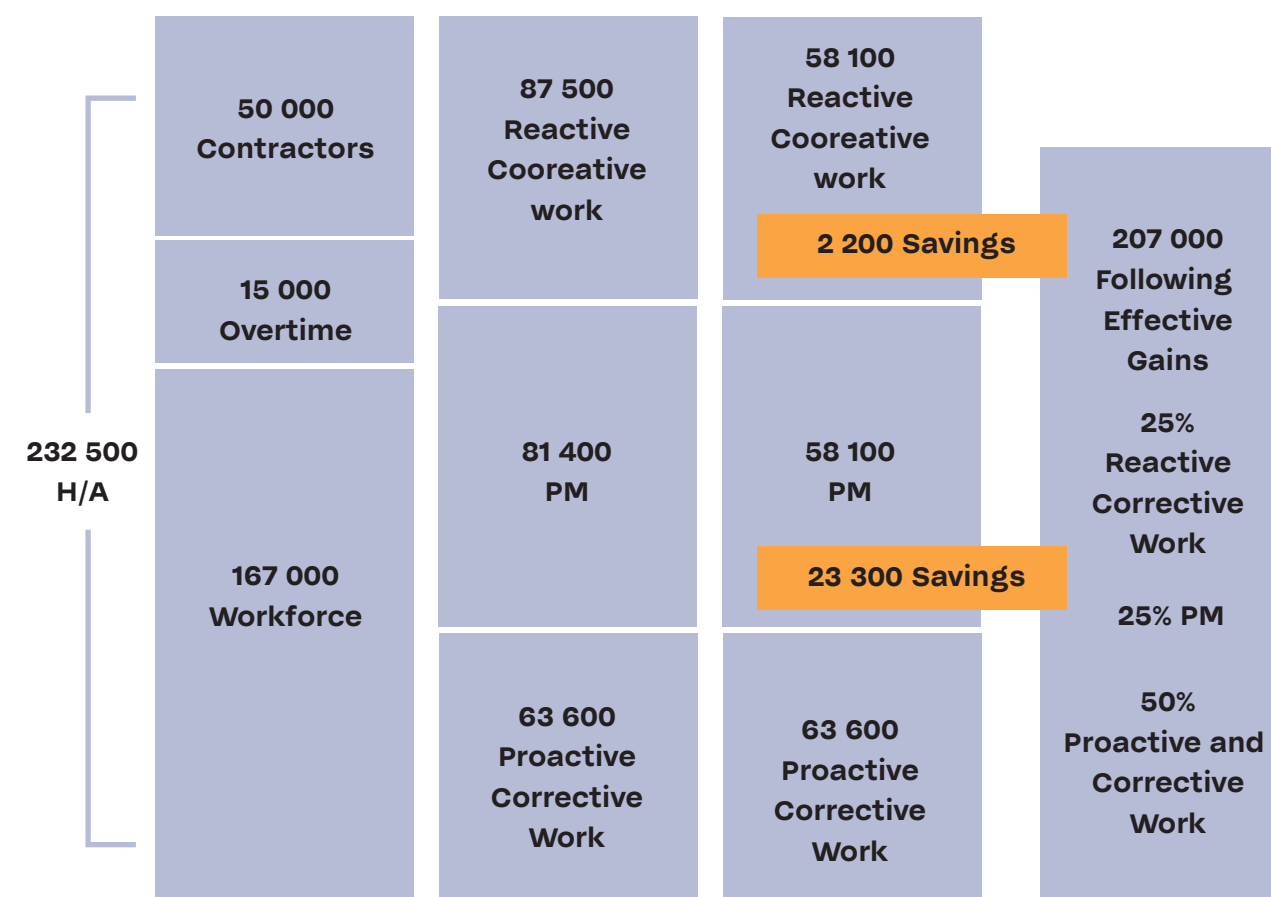 232 500
H/A
50 000
Contractors
15 000
Overtime
167 000
Workforce
87 500
Reactive
Cooreative
work
81 400
PM
63 600
Proactive
Corrective
Work
58 100
Reactive
Cooreative
work
2 200 Savings
58 100
PM
23 300 Savings
63 600
Proactive
Corrective
Work
207 000
Following
Effective
Gains
25%
Reactive
Corrective
Work
25% PM
50%
Proactive and
Corrective
Work